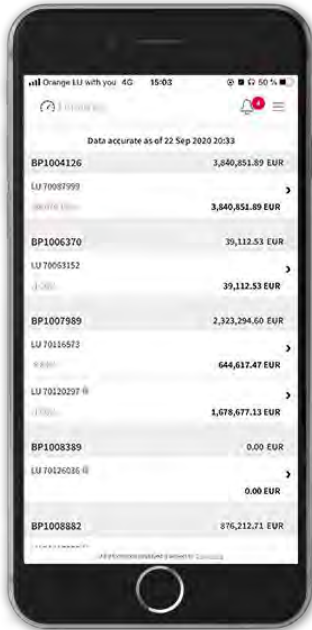 Orange LU with you 4G 15:03 50 %
4
Data accurate as of 22 Sep 2020 20:33
BP1004126 3,840,851.89 EUR
LU 70087999
3,840,851.89 EUR
BP1006370 39,112.53 EUR
LU 70063152
39,112.53 EUR
BP1007989 2,323,294.60 EUR
LU 70116573
644,617.47 EUR
LU 70120297
1,678,677.13 EUR
BP1008389 0.00 EUR
LU 70126036
0.00 EUR
BP1008882 876,212.71 EUR